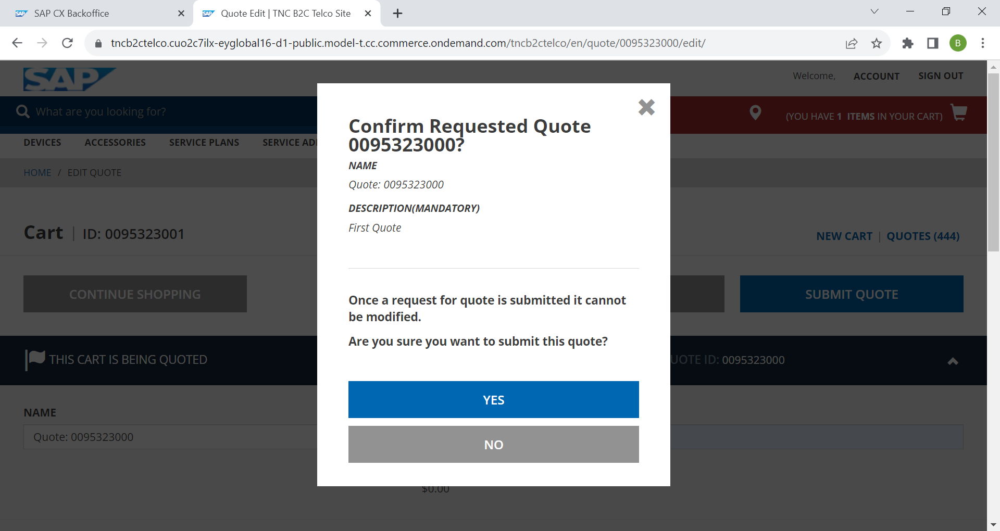 SAP CX Backoffice
Quote Edit | TNC B2C Telco Site
tncb2ctelco.cuo2c7ilx-eyglobal16-d1-public.model-t.cc.commerce.ondemand.com/tncb2ctelco/en/quote/0095323000/edit/
B
SAP
Welcome,
ACCOUNT
SIGN OUT
What are you looking for?
(YOU HAVE 1 ITEMS IN YOUR CART)
DEVICES
ACCESSORIES
SERVICE PLANS
SERVICE
HOME / EDIT QUOTE
Cart | ID: 0095323001
NEW CART | QUOTES (444)
CONTINUE SHOPPING
SUBMIT QUOTE
THIS CART IS BEING QUOTED
ID: 0095323000
NAME
Quote: 0095323000
$0.00
Confirm Requested Quote
0095323000?
NAME
Quote: 0095323000
DESCRIPTION(MANDATORY)
First Quote
Once a request for quote is submitted it cannot
be modified.
Are you sure you want to submit this quote?
YES
NO